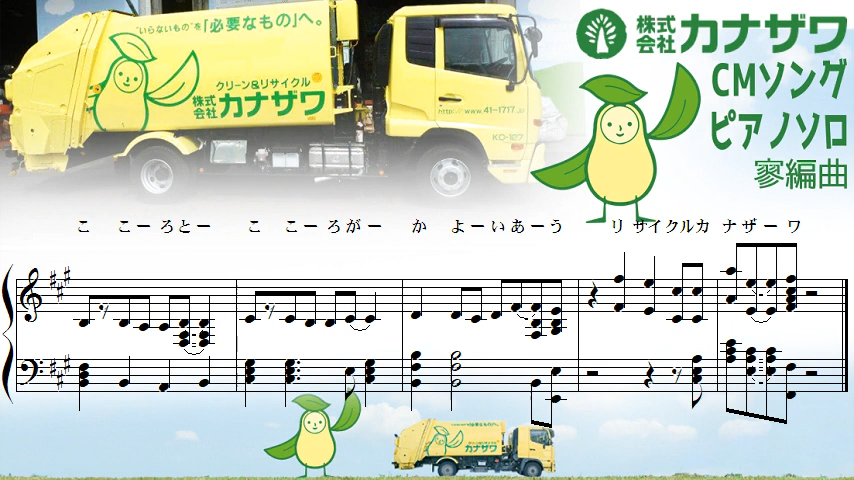 "いらないもの"を「必要なもの」へ。
クリーン&リサイクル
株式会社 カナザワ
http://www.41-1717.jp
KO-127
株式会社 カナザワ
CMソング
ピアノソロ
寥編曲
こ こーろとー こ こーろがー か よーいあーう リ サイクルカ ナザーワ